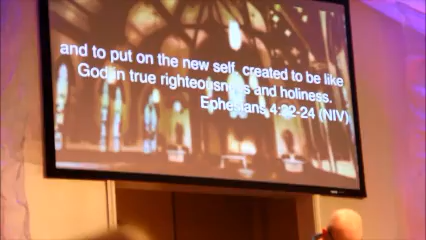 and to put on the new self, created to be like
God in true righteousness and holiness.
Ephesians 4:22-24 (NIV)